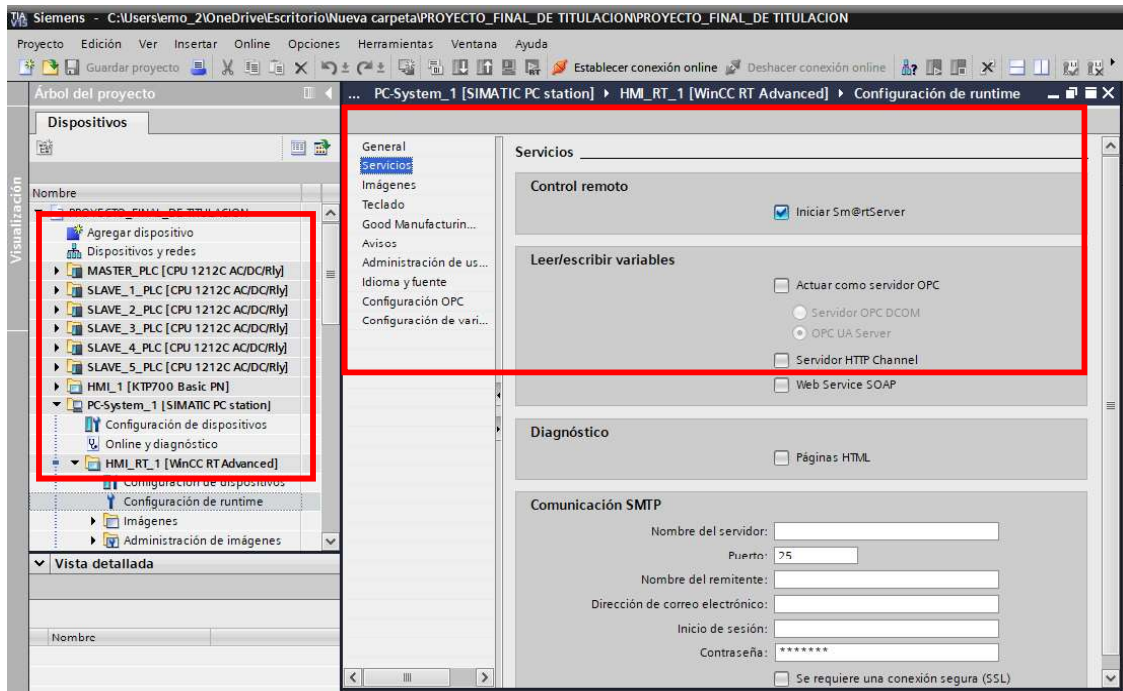 Siemens - C:\Users\emo_2\OneDrive\Escritorio\Nueva carpeta\PROYECTO_FINAL_DE TITULACION\PROYECTO_FINAL_DE TITULACION
Proyecto Edición Ver Insertar Online Opciones Herramientas Ventana Ayuda
Guardar proyecto Establecer conexión online Deshacer conexión online
Árbol del proyecto
... PC-System_1 [SIMATIC PC station] HMI_RT_1 [WinCC RT Advanced] Configuración de runtime
Visualización
Dispositivos
Nombre
PROYECTO_FINAL_DE TITULACION
Agregar dispositivo
Dispositivos y redes
MASTER_PLC [CPU 1212C AC/DC/Rly]
SLAVE_1_PLC [CPU 1212C AC/DC/Rly]
SLAVE_2_PLC [CPU 1212C AC/DC/Rly]
SLAVE_3_PLC [CPU 1212C AC/DC/Rly]
SLAVE_4_PLC [CPU 1212C AC/DC/Rly]
SLAVE_5_PLC [CPU 1212C AC/DC/Rly]
HMI_1 [KTP700 Basic PN]
PC-System_1 [SIMATIC PC station]
Configuración de dispositivos
Online y diagnóstico
HMI_RT_1 [WinCC RT Advanced]
Configuración de dispositivos
Configuración de runtime
Imágenes
Administración de imágenes
Vista detallada
Nombre
General
Servicios
Imágenes
Teclado
Good Manufacturin...
Avisos
Administración de us...
Idioma y fuente
Configuración OPC
Configuración de vari...
Servicios
Control remoto
Iniciar Sm@rtServer
Leer/escribir variables
Actuar como servidor OPC
Servidor OPC DCOM
OPC UA Server
Servidor HTTP Channel
Web Service SOAP
Diagnóstico
Páginas HTML
Comunicación SMTP
Nombre del servidor:
Puerto: 25
Nombre del remitente:
Dirección de correo electrónico:
Inicio de sesión:
Contraseña: *******
Se requiere una conexión segura (SSL)